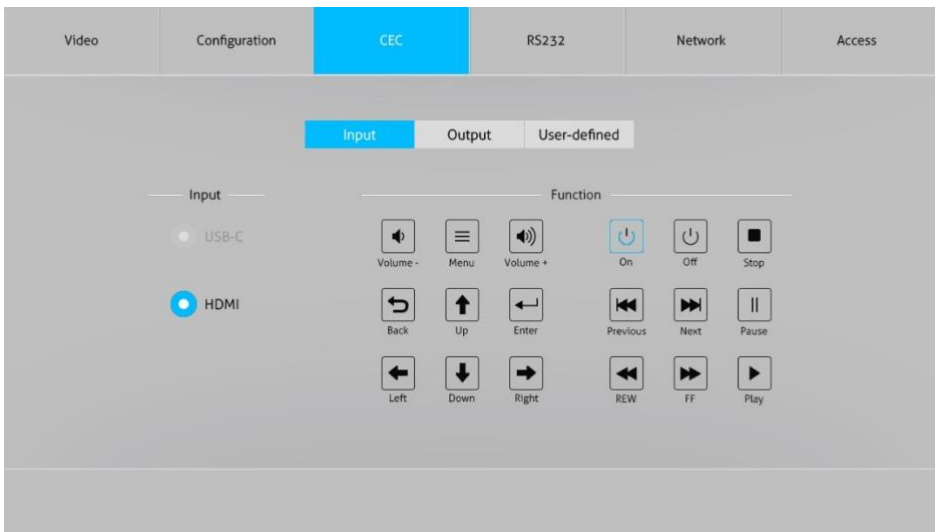 Video Configuration CEC RS232 Network Access
Input Output User-defined
Input Function
USB-C
Volume - Menu Volume + On Off Stop
HDMI
Back Up Enter Previous Next Pause
Left Down Right REW FF Play